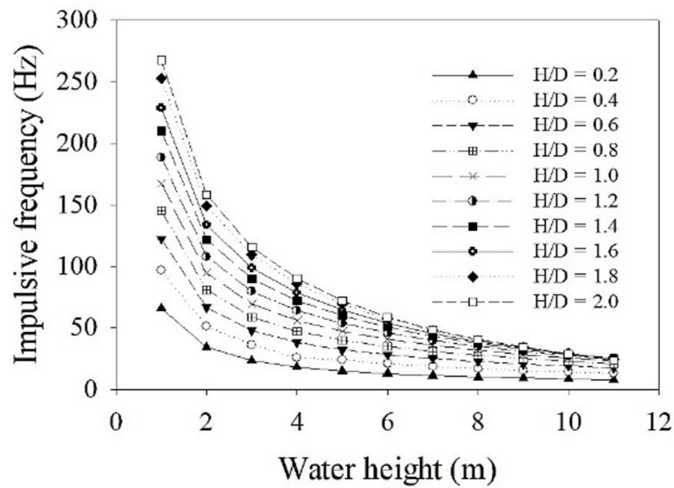 300
250
200
150
100
50
0
Impulsive frequency (Hz)
H/D = 0.2
H/D = 0.4
H/D = 0.6
H/D = 0.8
H/D = 1.0
H/D = 1.2
H/D = 1.4
H/D = 1.6
H/D = 1.8
H/D = 2.0
0 2 4 6 8 10 12
Water height (m)